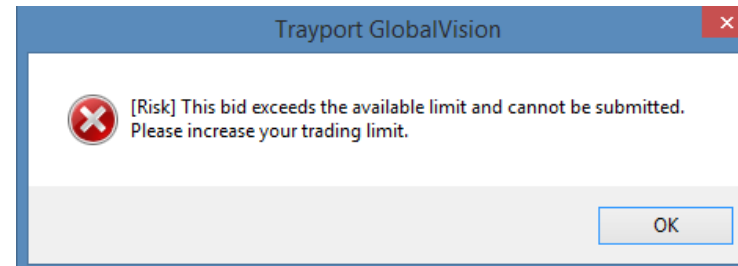 Trayport GlobalVision
[Risk] This bid exceeds the available limit and cannot be submitted.
Please increase your trading limit.
OK